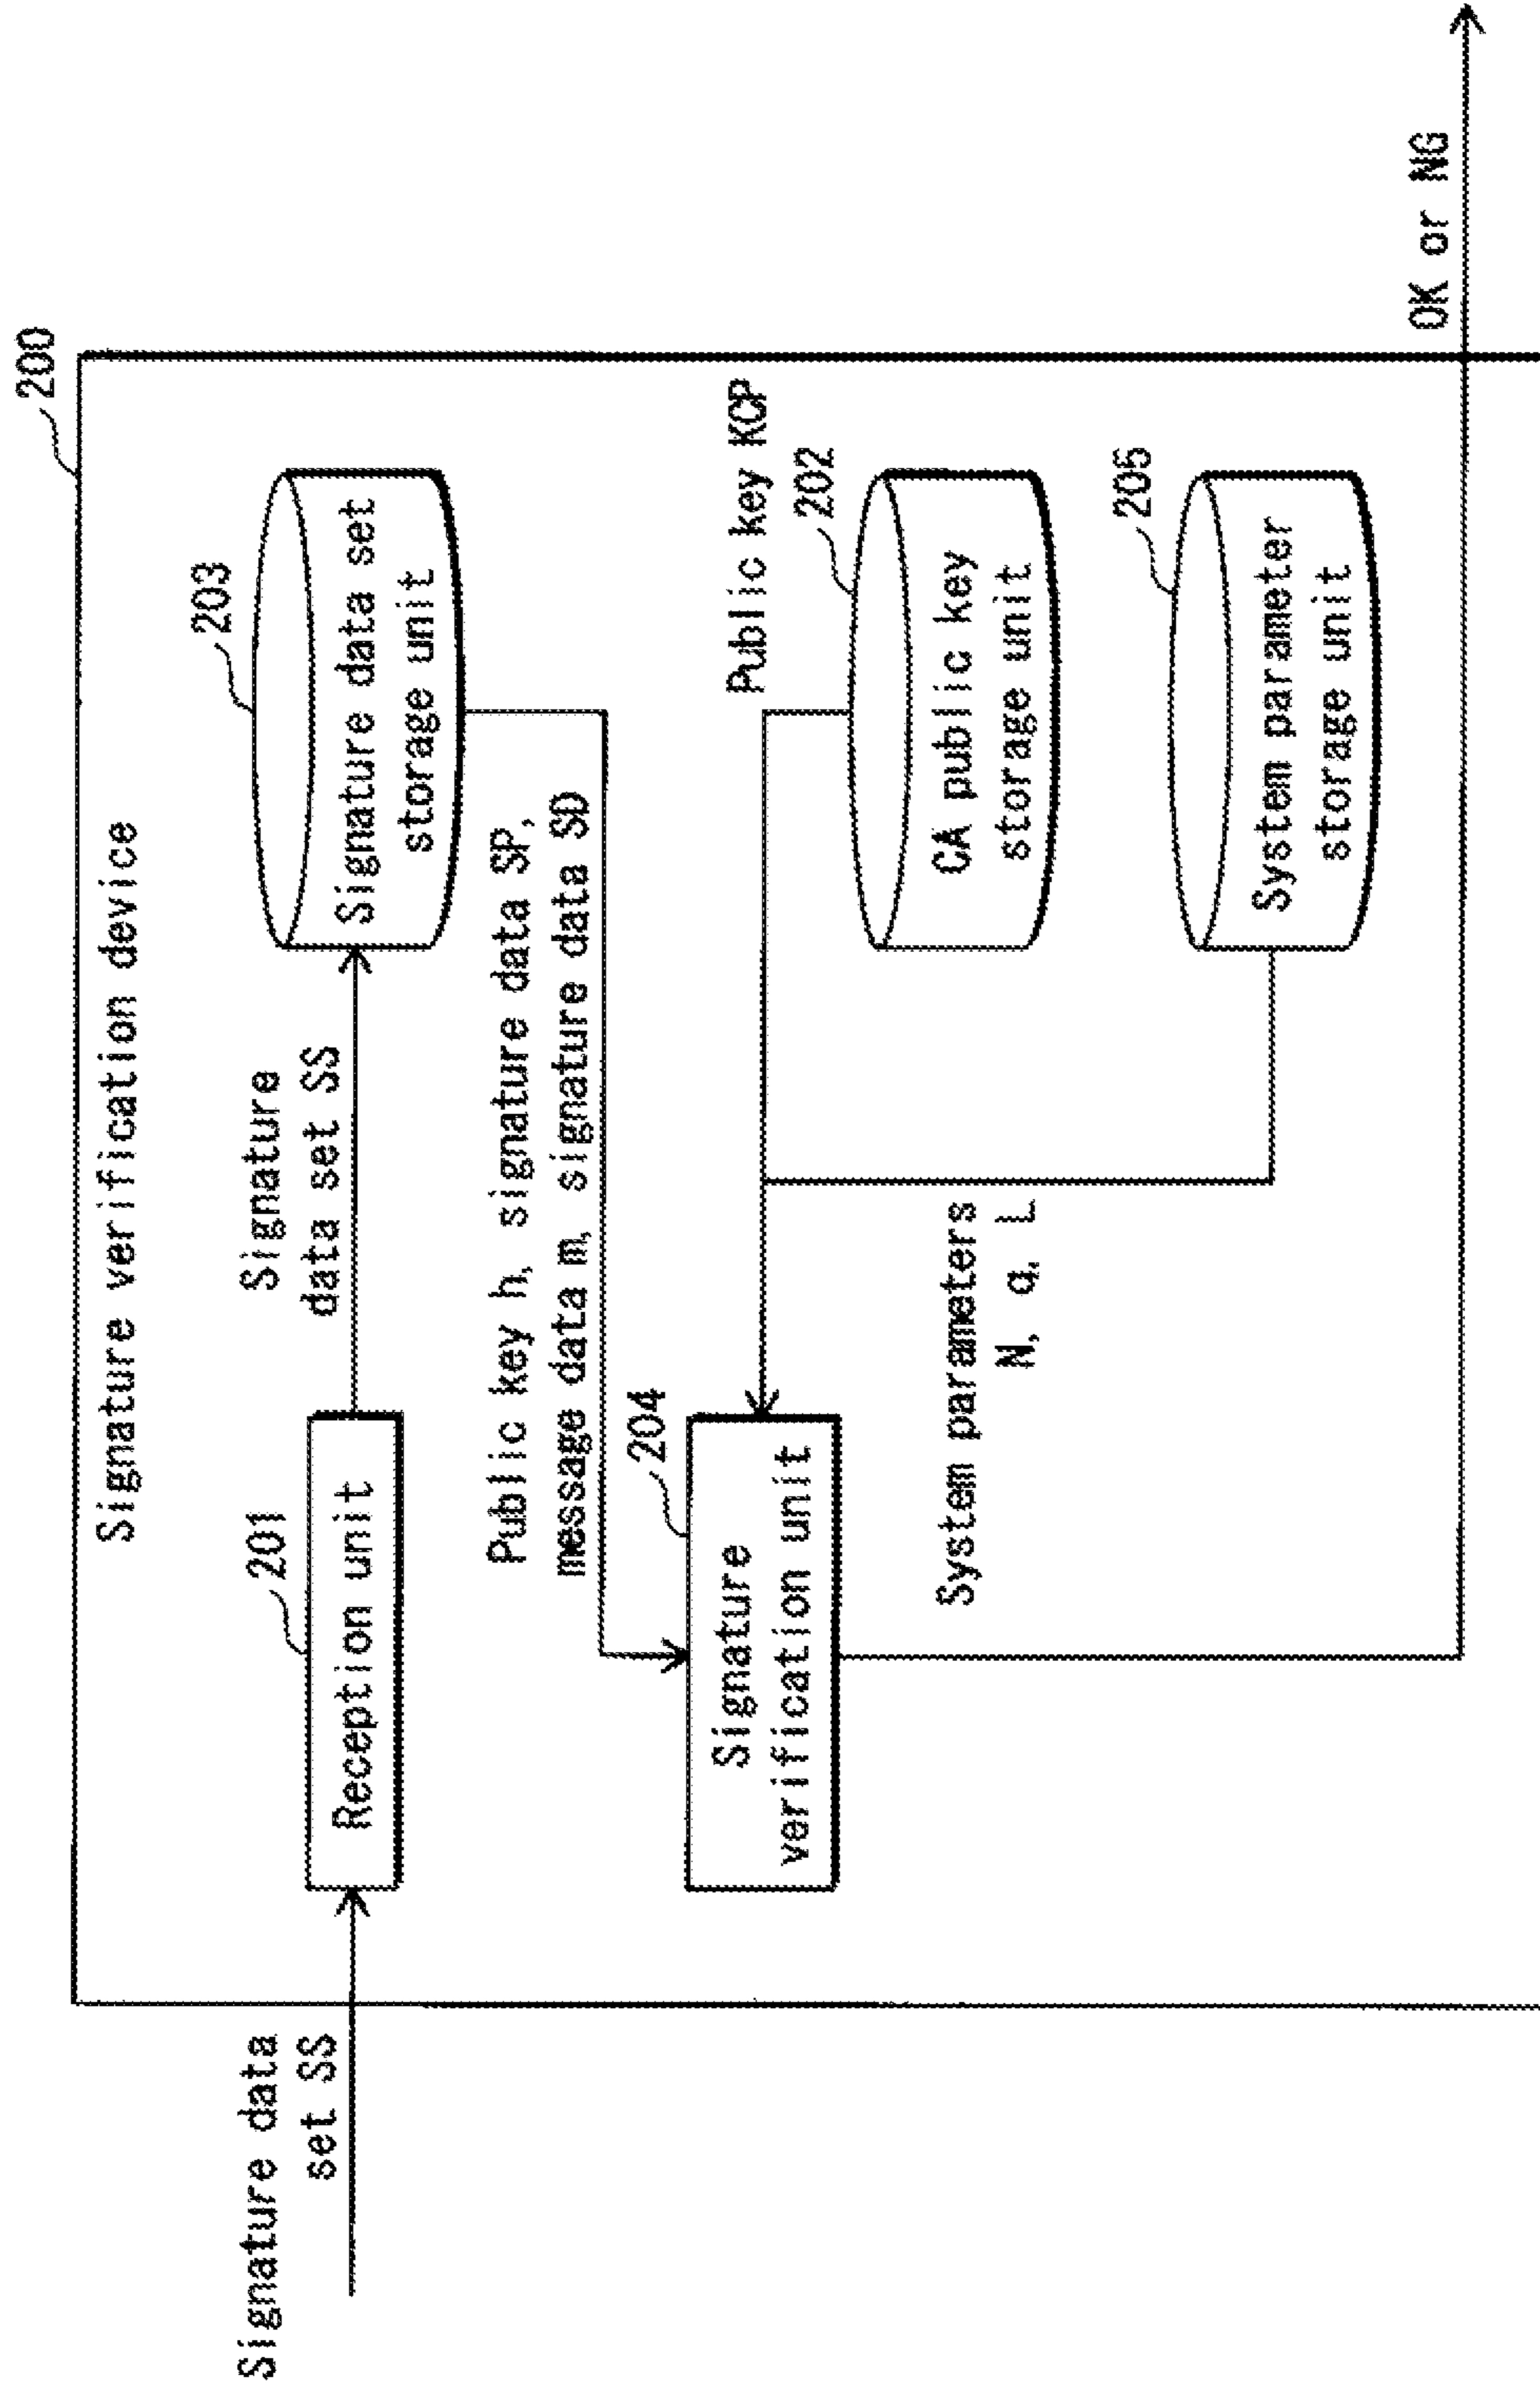 200
Signature verification device
Signature data
set SS
201
Reception unit
Signature
data set SS
203
Signature data set
storage unit
Public key h, signature data SP,
message data m, signature data SD
204
Signature
verification unit
Public key KCP
202
CA public key
storage unit
System parameters
N, q, L
205
System parameter
storage unit
OK or NG